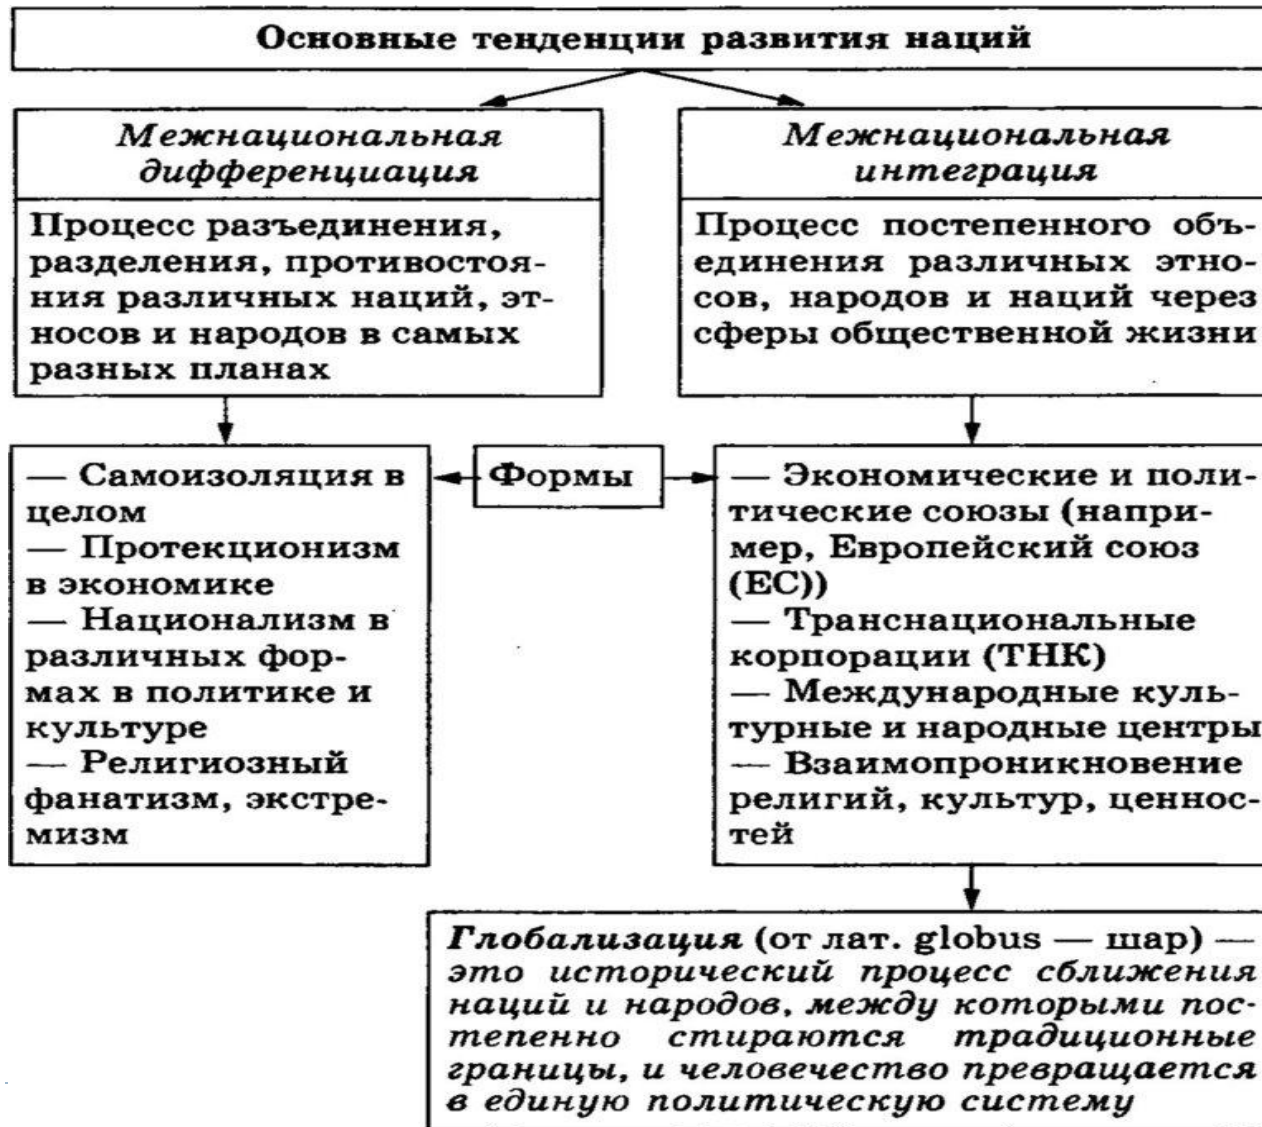 Основные тенденции развития наций
Межнациональная
дифференциация
Процесс разъединения,
разделения, противостоя-
ния различных наций, эт-
носов и народов в самых
разных планах
Межнациональная
интеграция
Процесс постепенного объ-
единения различных этно-
сов, народов и наций через
сферы общественной жизни
Формы
— Самоизоляция в
целом
— Протекционизм
в экономике
— Национализм в
различных фор-
мах в политике и
культуре
— Религиозный
фанатизм, экстре-
мизм
— Экономические и поли-
тические союзы (напри-
мер, Европейский союз
(ЕС))
— Транснациональные
корпорации (ТНК)
— Международные куль-
турные и народные центры
— Взаимопроникновение
религий, культур, ценнос-
тей
Глобализация (от лат. globus — шар) —
это исторический процесс сближения
наций и народов, между которыми пос-
тепенно стираются традиционные
границы, и человечество превращается
в единую политическую систему